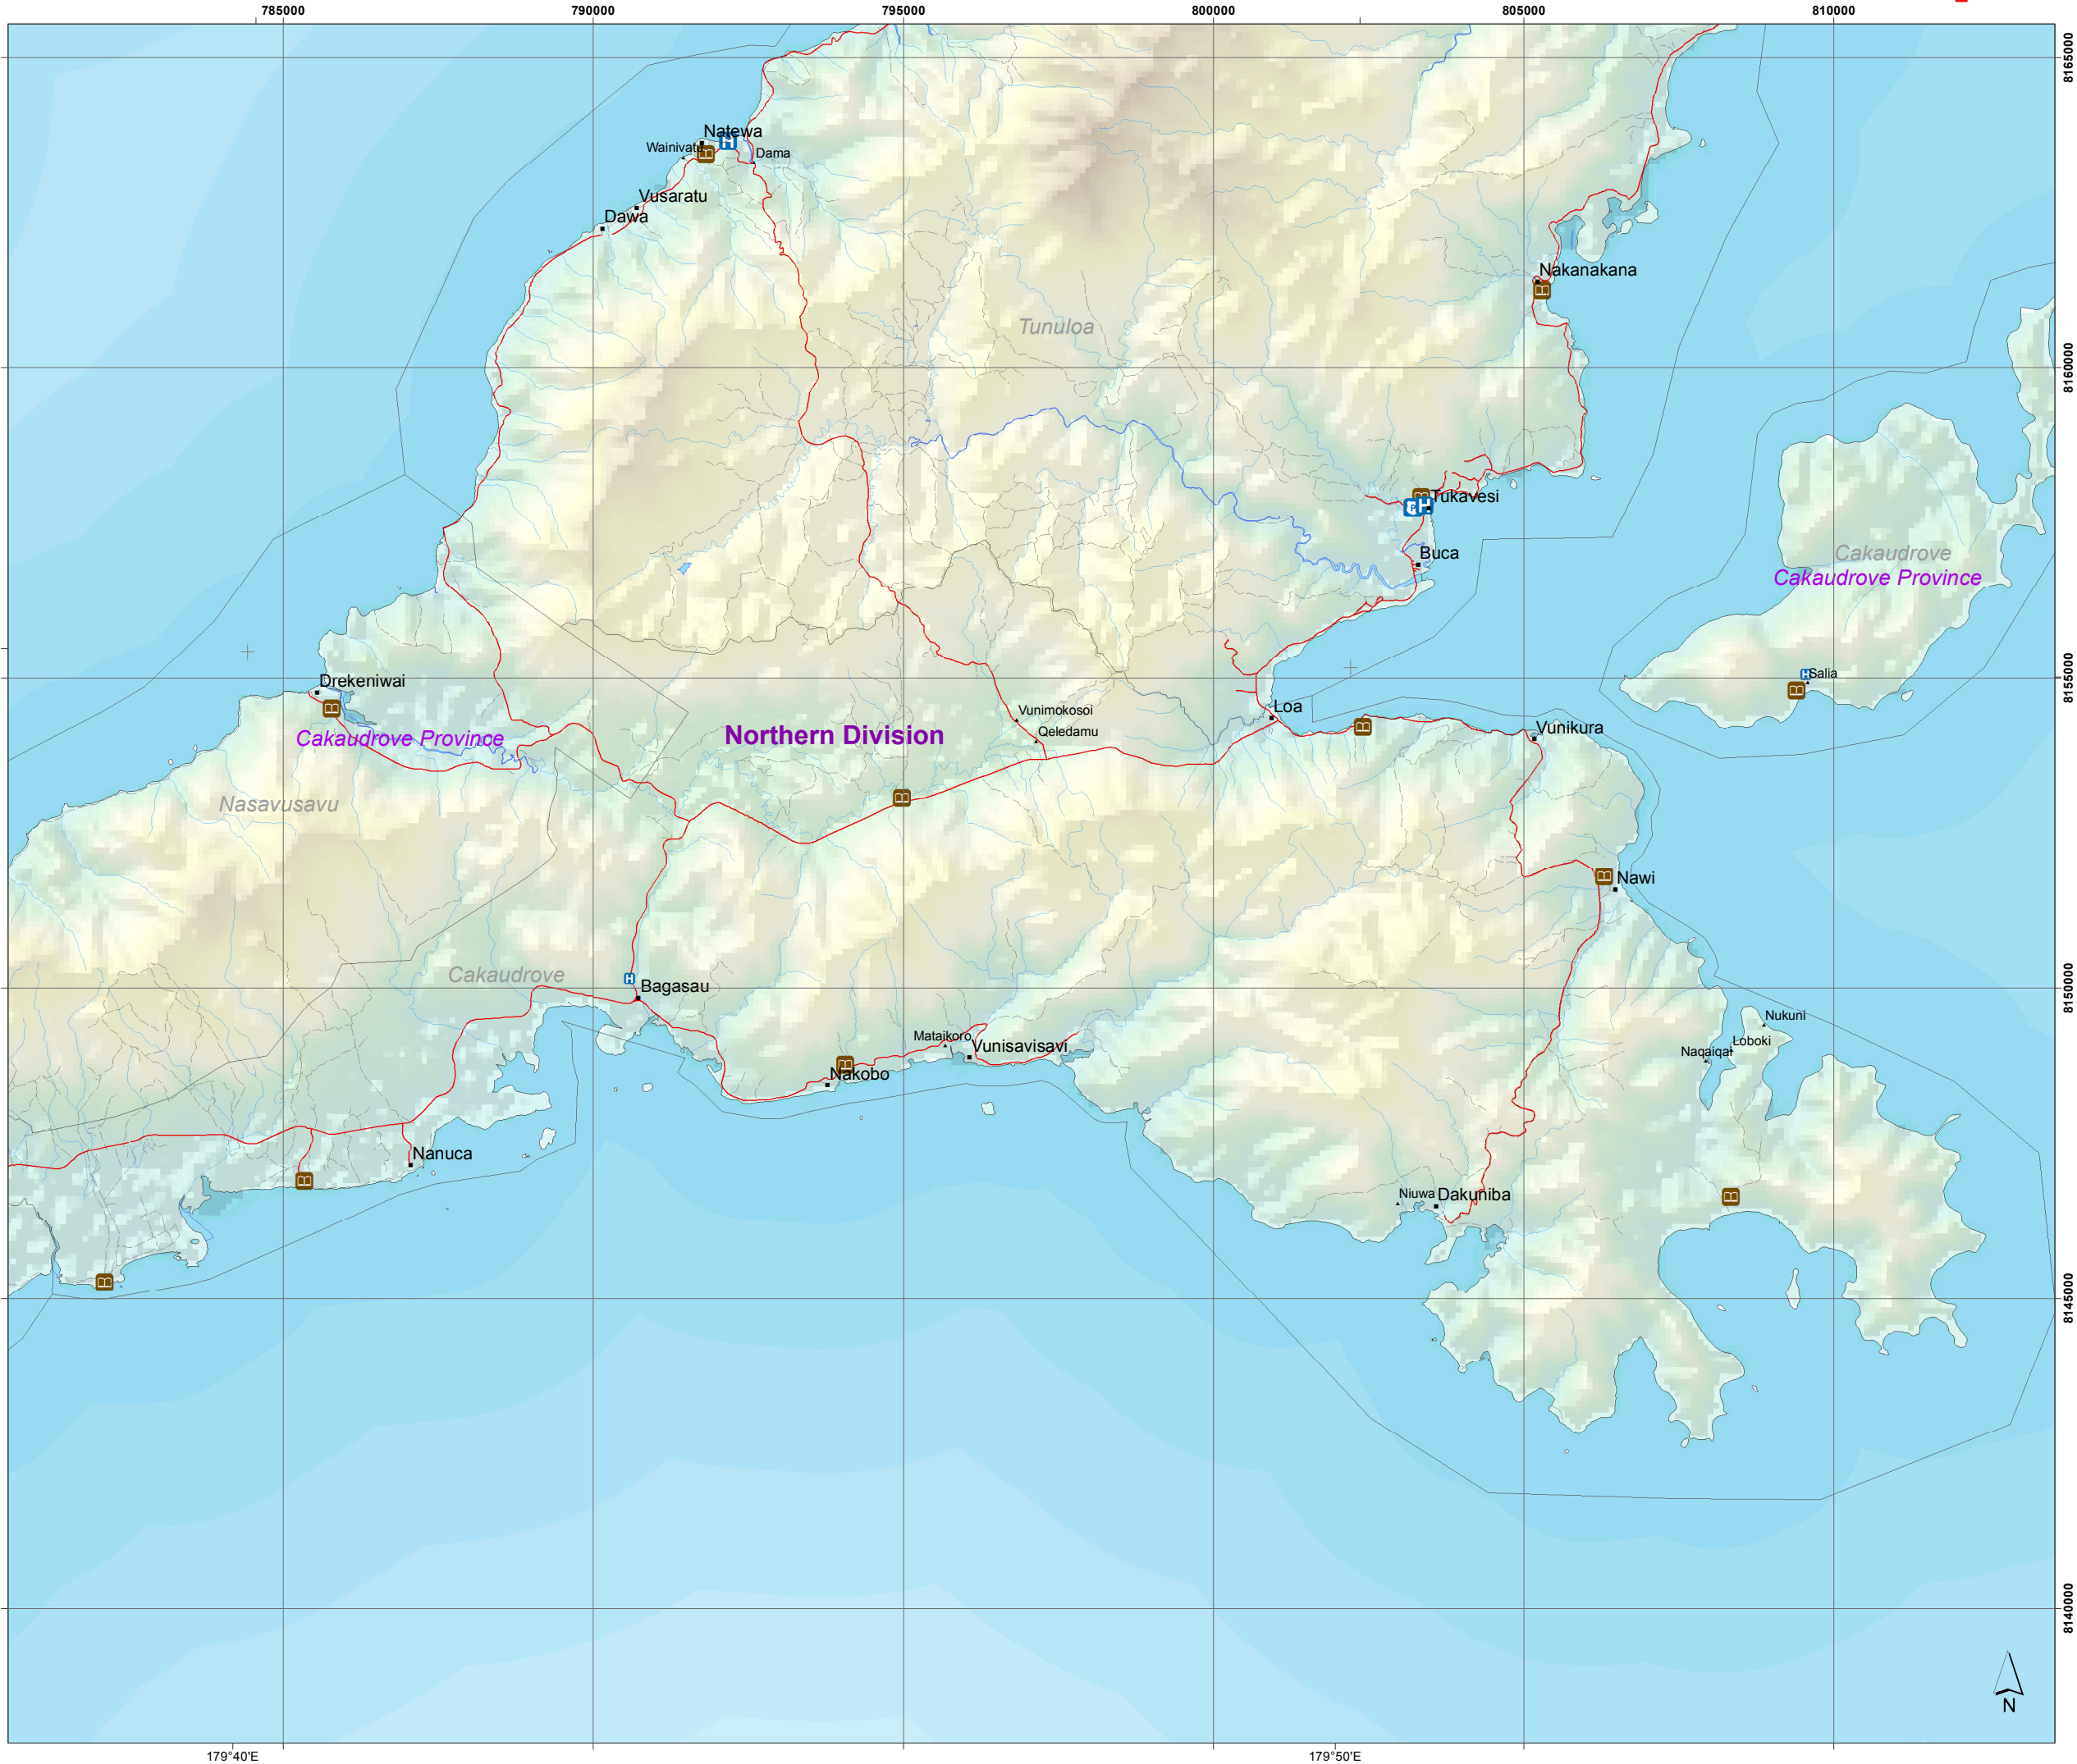 785000 790000 795000 800000 805000 810000
8165000
Natewa
H
Wainivatu
Dama
Vusaratu
Dawa
Nakanakana
Tunuloa
8160000
Tukavesi
H
Buca
Cakaudrove
Cakaudrove Province
Salia
H
8155000
Drekeniwai
Vunimokosoi
Loa
Qeledamu
Vunikura
Northern Division
Cakaudrove Province
Nasavusavu
Nawi
Cakaudrove
H
Bagasau
8150000
Nukuni
Mataikoro
Loboki
Vunisavisavi
Naqaiqai
Nakobo
Nanuca
Niuwa
Dakuniba
8145000
8140000
N
179°40'E 179°50'E